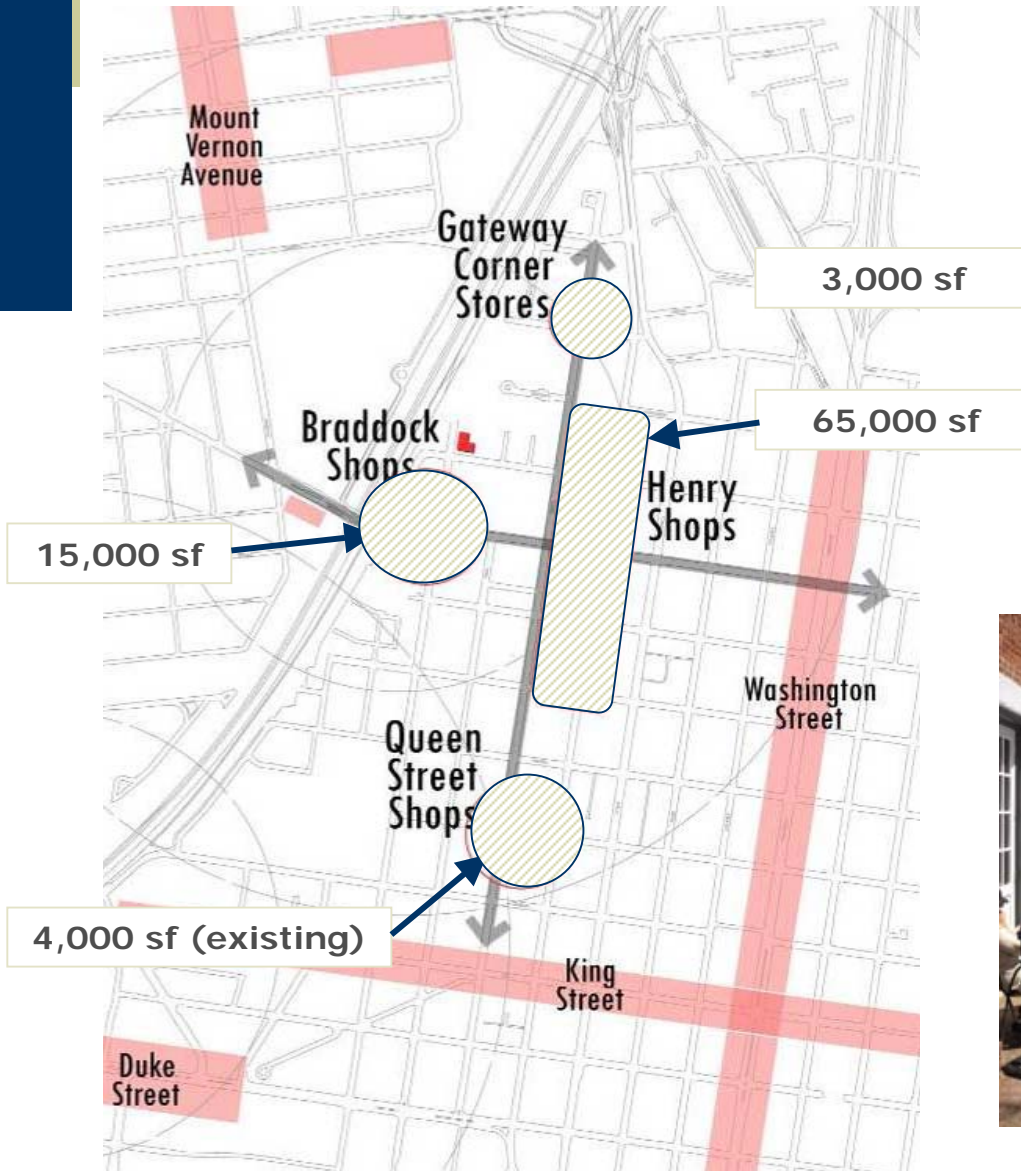 Mount
Vernon
Avenue
Gateway
Corner
Stores
3,000 sf
65,000 sf
Braddock
Shops
Henry
Shops
15,000 sf
Washington
Street
Queen
Street
Shops
4,000 sf (existing)
King
Street
Duke
Street